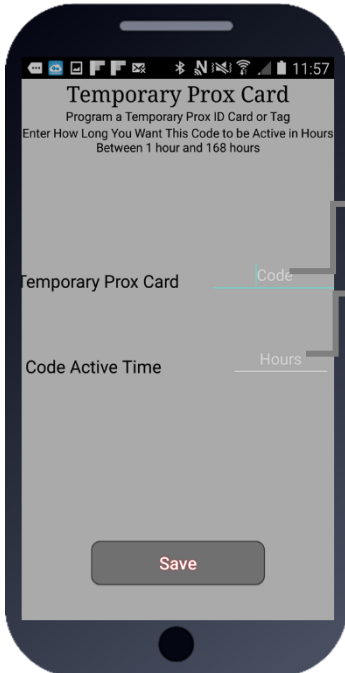 11:57
Temporary Prox Card
Program a Temporary Prox ID Card or Tag
Enter How Long You Want This Code to be Active in Hours
Between 1 hour and 168 hours
Temporary Prox Card
Code
Code Active Time
Hours
Save